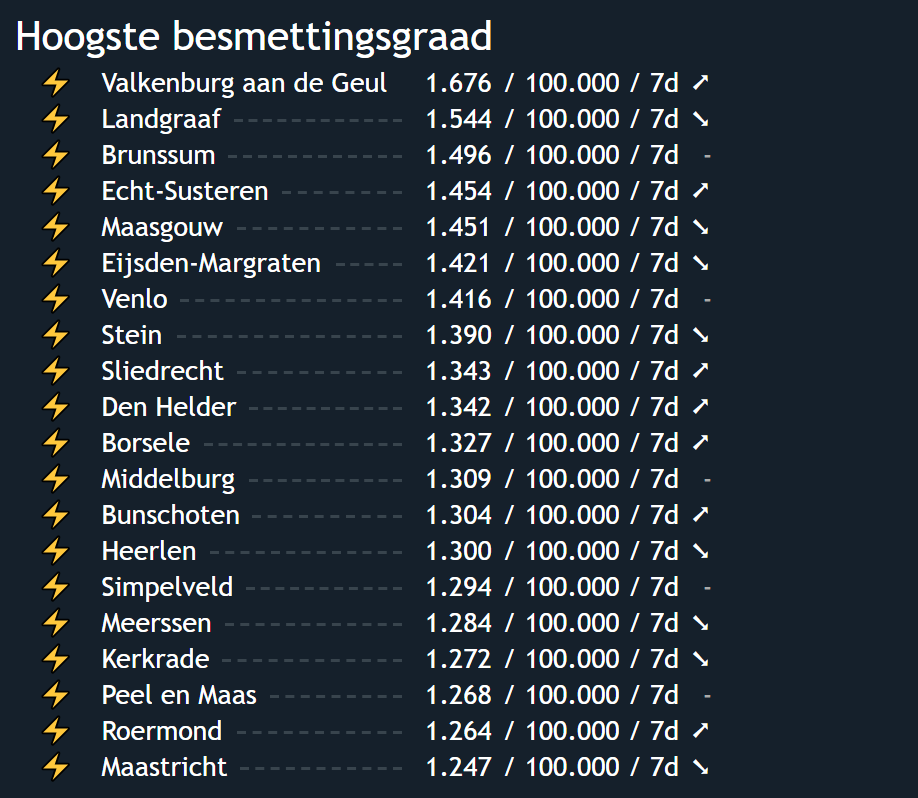 Hoogste besmettingsgraad
⚡ Valkenburg aan de Geul 1.676 / 100.000 / 7d ➚
⚡ Landgraaf ----------- 1.544 / 100.000 / 7d ➘
⚡ Brunssum ----------- 1.496 / 100.000 / 7d -
⚡ Echt-Susteren -------- 1.454 / 100.000 / 7d ➚
⚡ Maasgouw ----------- 1.451 / 100.000 / 7d ➘
⚡ Eijsden-Margraten ----- 1.421 / 100.000 / 7d ➘
⚡ Venlo -------------- 1.416 / 100.000 / 7d -
⚡ Stein -------------- 1.390 / 100.000 / 7d ➘
⚡ Sliedrecht ----------- 1.343 / 100.000 / 7d ➚
⚡ Den Helder ---------- 1.342 / 100.000 / 7d ➚
⚡ Borsele ------------- 1.327 / 100.000 / 7d ➚
⚡ Middelburg ---------- 1.309 / 100.000 / 7d -
⚡ Bunschoten ---------- 1.304 / 100.000 / 7d ➚
⚡ Heerlen ------------ 1.300 / 100.000 / 7d ➘
⚡ Simpelveld ---------- 1.294 / 100.000 / 7d -
⚡ Meerssen ----------- 1.284 / 100.000 / 7d ➘
⚡ Kerkrade ------------ 1.272 / 100.000 / 7d ➘
⚡ Peel en Maas -------- 1.268 / 100.000 / 7d -
⚡ Roermond ----------- 1.264 / 100.000 / 7d ➚
⚡ Maastricht ----------- 1.247 / 100.000 / 7d ➘